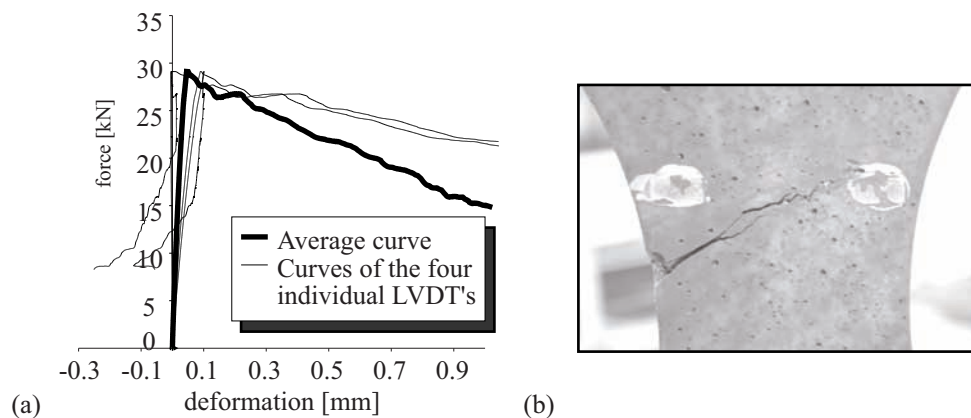 35
30
25
20
15
10
5
0
force [kN]
Average curve
Curves of the four
individual LVDT's
-0.3 -0.1 0.1 0.3 0.5 0.7 0.9
(a) deformation [mm] (b)